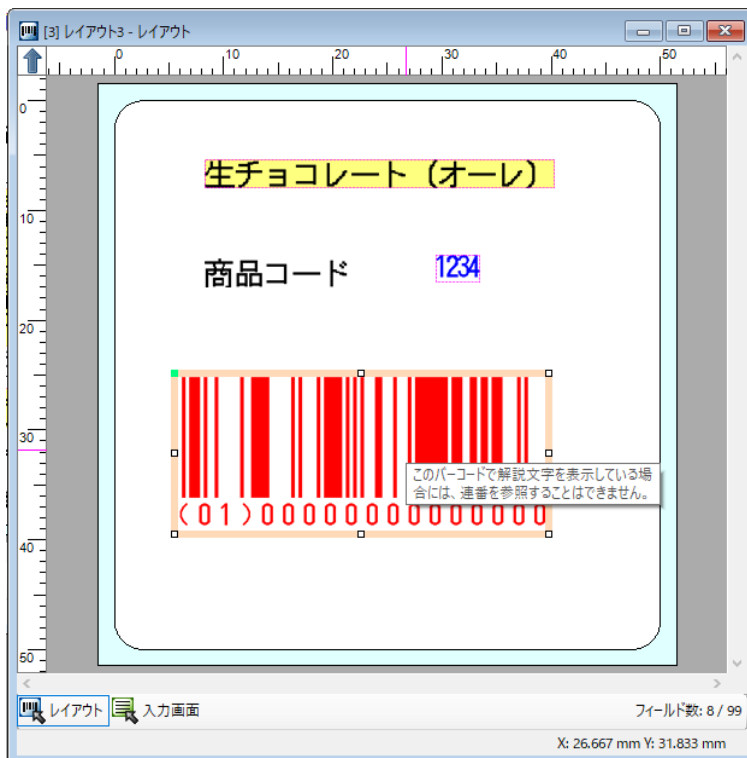 [3] レイアウト3 - レイアウト
0 10 20 30 40 50
0
10
20
30
40
50
生チョコレート（オーレ）
商品コード 1234
このバーコードで解説文字を表示している場
合には、連番を参照することはできません。
(01)00000000000000
レイアウト 入力画面 フィールド数: 8 / 99
X: 26.667 mm Y: 31.833 mm